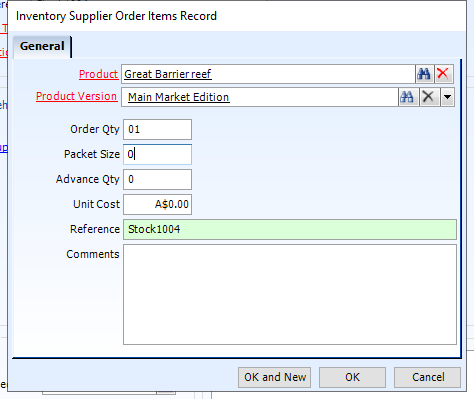 Inventory Supplier Order Items Record
General
Product Great Barrier reef
Product Version Main Market Edition
Order Qty 01
Packet Size 0
Advance Qty 0
Unit Cost A$0.00
Reference Stock1004
Comments
OK and New OK Cancel